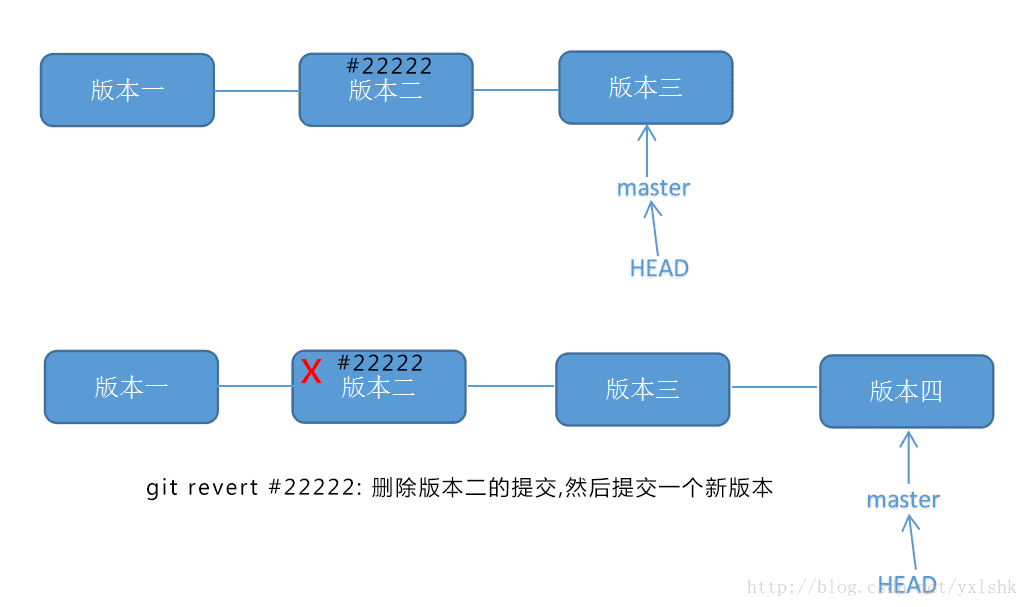 版本一
#22222
版本二
版本三
master
HEAD
版本一
X #22222
版本二
版本三
版本四
git revert #22222: 删除版本二的提交,然后提交一个新版本
master
HEAD
http://blog.csdn.net/yxlshk